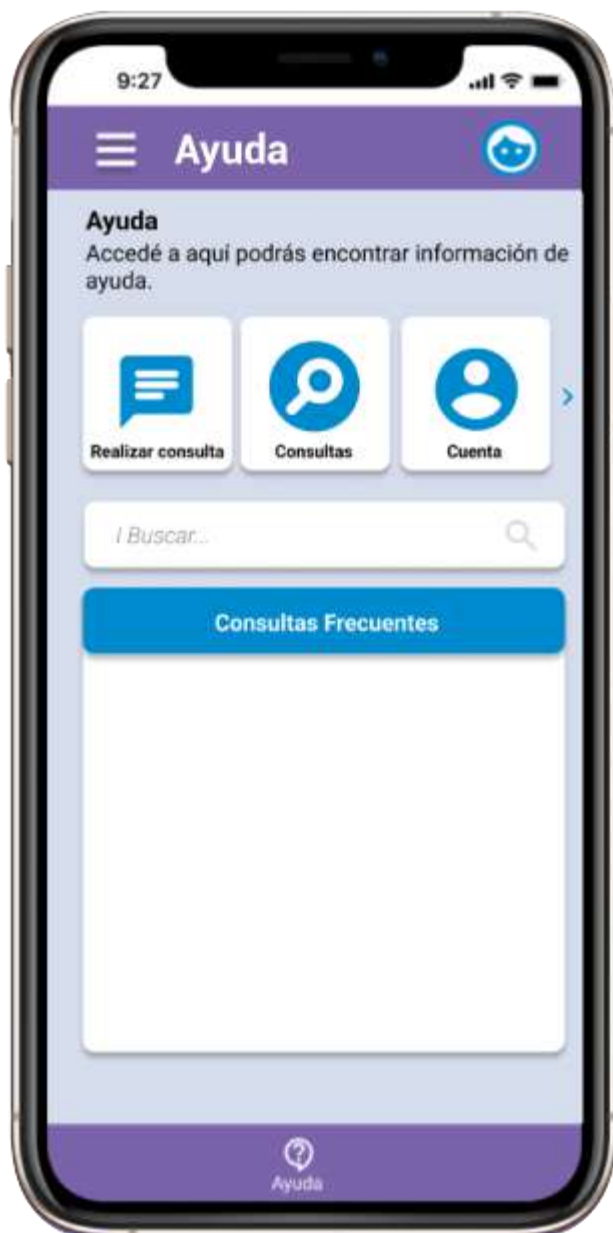 9:27
Ayuda
Ayuda
Accedé a aquí podrás encontrar información de
ayuda.
Realizar consulta
Consultas
Cuenta
I Buscar...
Consultas Frecuentes
Ayuda